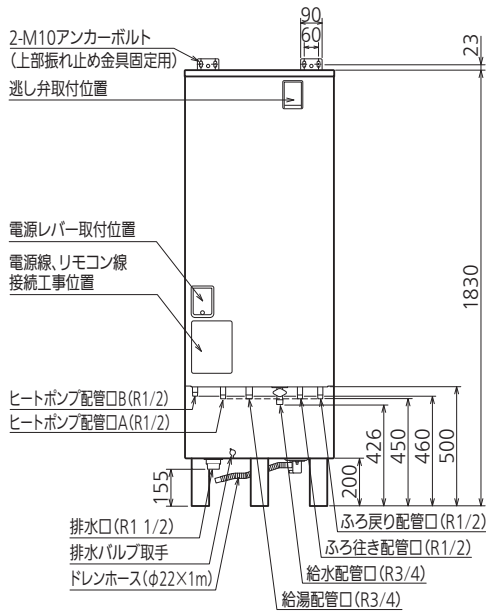 90
60
23
2-M10アンカーボルト
(上部振れ止め金具固定用)
逃し弁取付位置
電源レバー取付位置
電源線、リモコン線
接続工事位置
1830
ヒートポンプ配管口B(R1/2)
ヒートポンプ配管口A(R1/2)
155
200
426
450
460
500
排水口(R1 1/2)
排水バルブ取手
ドレンホース(φ22×1m)
ふろ戻り配管口(R1/2)
ふろ往き配管口(R1/2)
給水配管口(R3/4)
給湯配管口(R3/4)